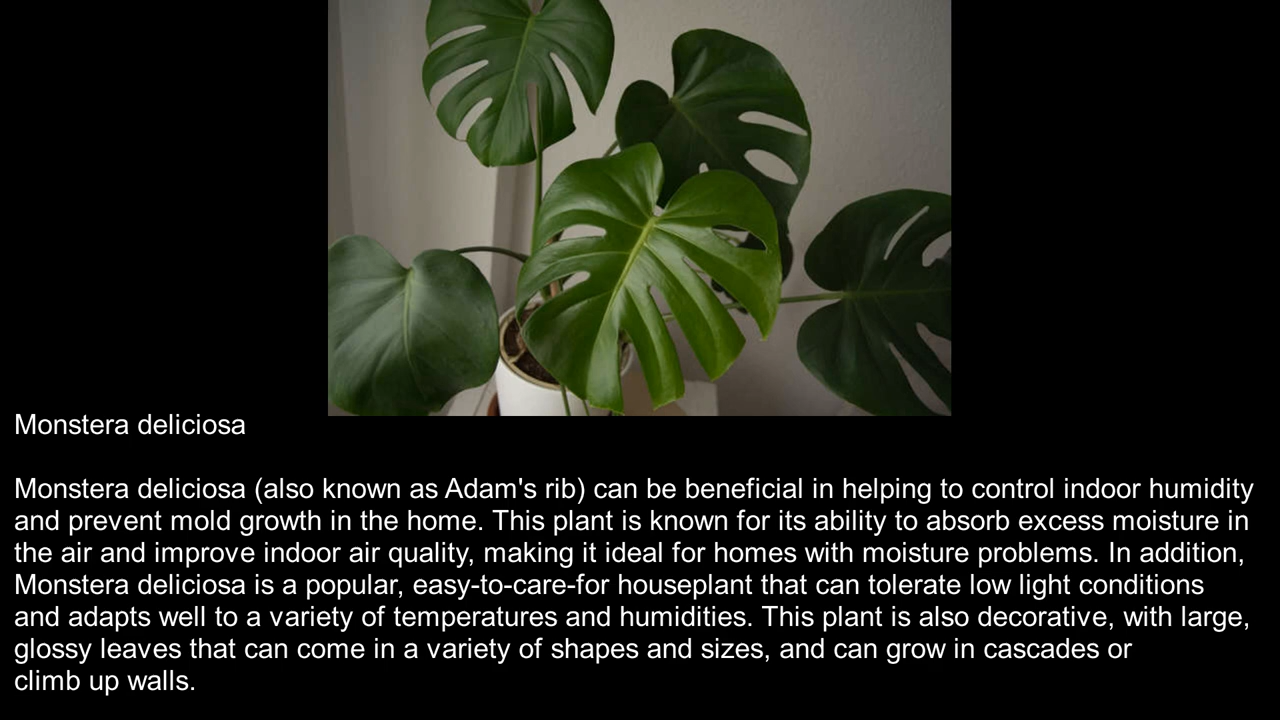 Monstera deliciosa
Monstera deliciosa (also known as Adam's rib) can be beneficial in helping to control indoor humidity
and prevent mold growth in the home. This plant is known for its ability to absorb excess moisture in
the air and improve indoor air quality, making it ideal for homes with moisture problems. In addition,
Monstera deliciosa is a popular, easy-to-care-for houseplant that can tolerate low light conditions
and adapts well to a variety of temperatures and humidities. This plant is also decorative, with large,
glossy leaves that can come in a variety of shapes and sizes, and can grow in cascades or
climb up walls.